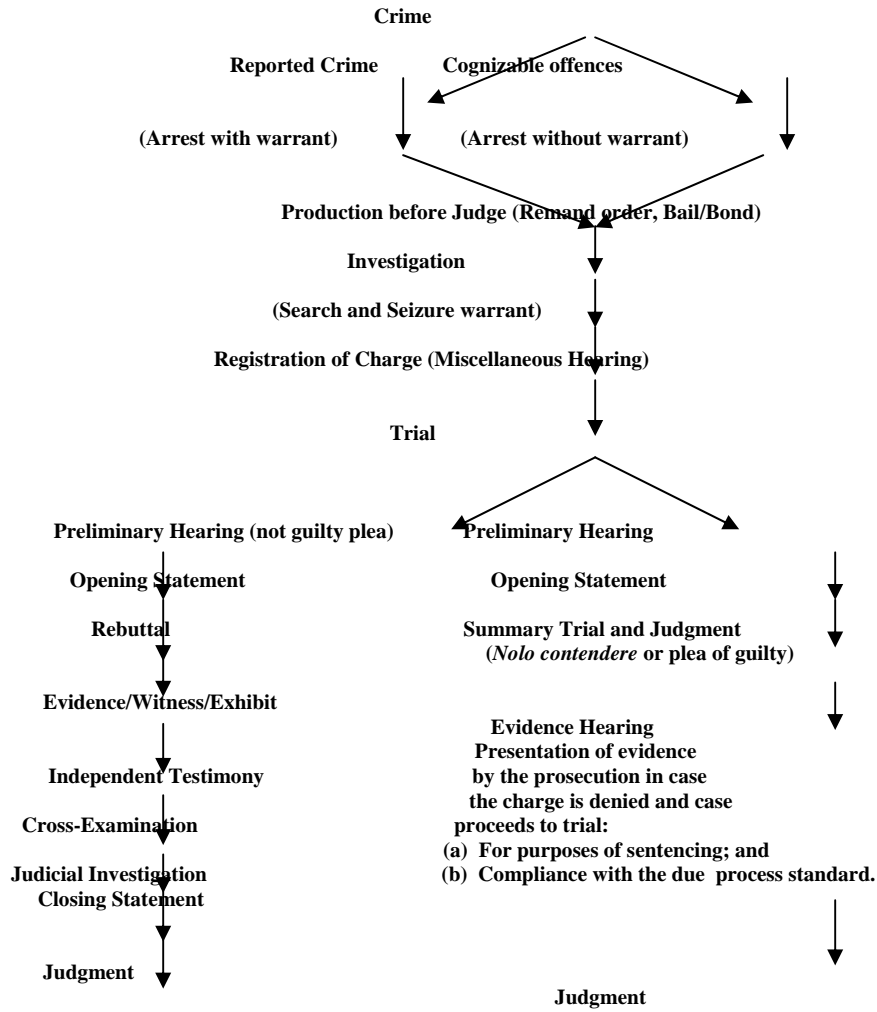 Crime
Reported Crime Cognizable offences
(Arrest with warrant) (Arrest without warrant)
Production before Judge (Remand order, Bail/Bond)
Investigation
(Search and Seizure warrant)
Registration of Charge (Miscellaneous Hearing)
Trial
Preliminary Hearing (not guilty plea) Preliminary Hearing
Opening Statement Opening Statement
Rebuttal Summary Trial and Judgment
(Nolo contendere or plea of guilty)
Evidence/Witness/Exhibit
Evidence Hearing
Presentation of evidence
Independent Testimony by the prosecution in case
the charge is denied and case
Cross-Examination proceeds to trial:
(a) For purposes of sentencing; and
Judicial Investigation (b) Compliance with the due process standard.
Closing Statement
Judgment
Judgment